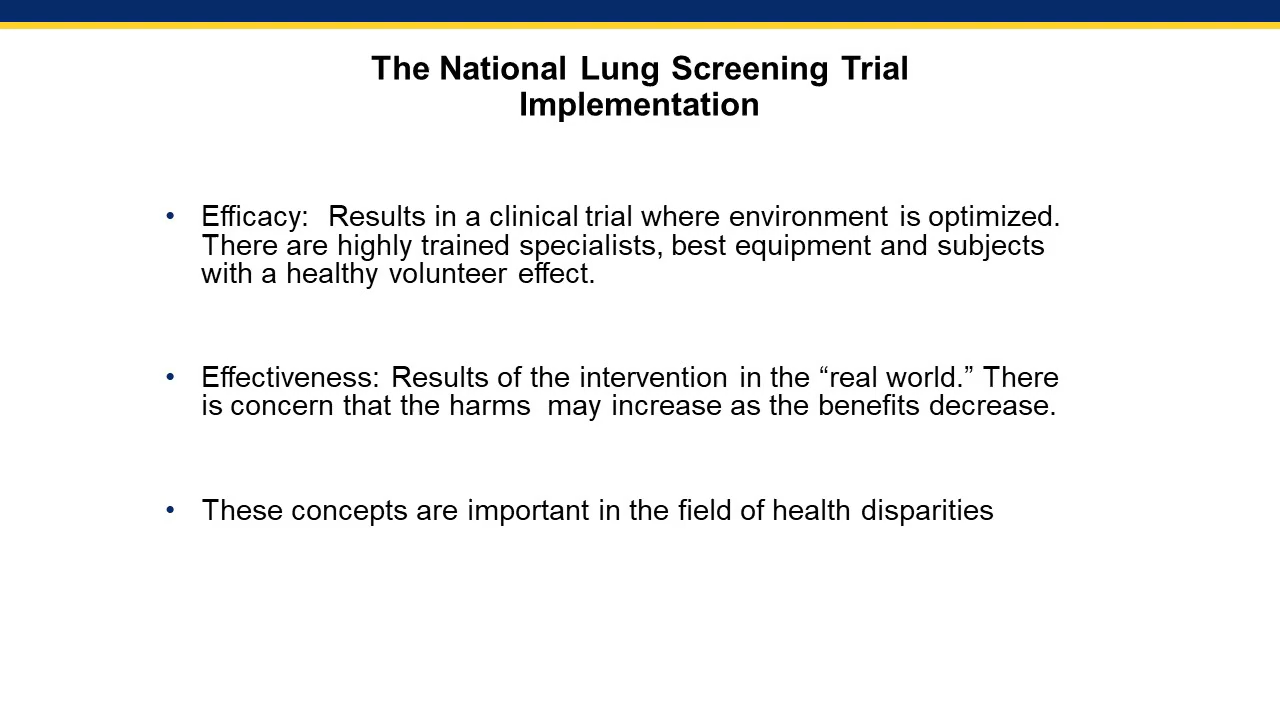 The National Lung Screening Trial
Implementation
• Efficacy:  Results in a clinical trial where environment is optimized.
There are highly trained specialists, best equipment and subjects
with a healthy volunteer effect.
• Effectiveness: Results of the intervention in the “real world.” There
is concern that the harms  may increase as the benefits decrease.
• These concepts are important in the field of health disparities